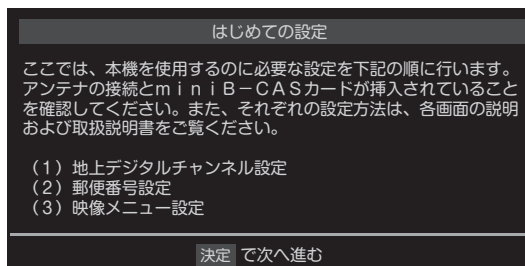 はじめての設定
ここでは、本機を使用するのに必要な設定を下記の順に行います。
アンテナの接続とｍｉｎｉＢ－ＣＡＳカードが挿入されていること
を確認してください。また、それぞれの設定方法は、各画面の説明
および取扱説明書をご覧ください。
（１）地上デジタルチャンネル設定
（２）郵便番号設定
（３）映像メニュー設定
決定 で次へ進む